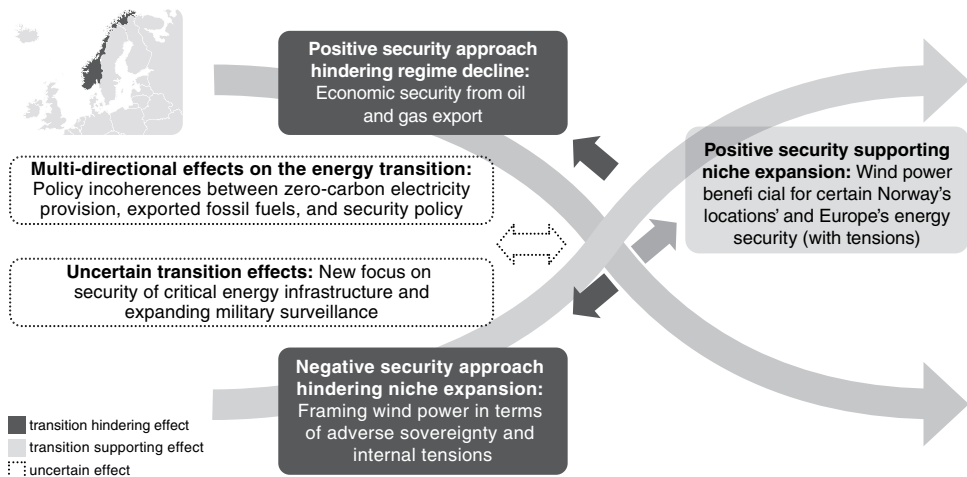 Positive security approach
hindering regime decline:
Economic security from oil
and gas export
Multi-directional effects on the energy transition:
Policy incoherences between zero-carbon electricity
provision, exported fossil fuels, and security policy
Positive security supporting
niche expansion: Wind power
benefi cial for certain Norway's
locations' and Europe's energy
security (with tensions)
Uncertain transition effects: New focus on
security of critical energy infrastructure and
expanding military surveillance
Negative security approach
hindering niche expansion:
Framing wind power in terms
of adverse sovereignty and
internal tensions
transition hindering effect
transition supporting effect
uncertain effect